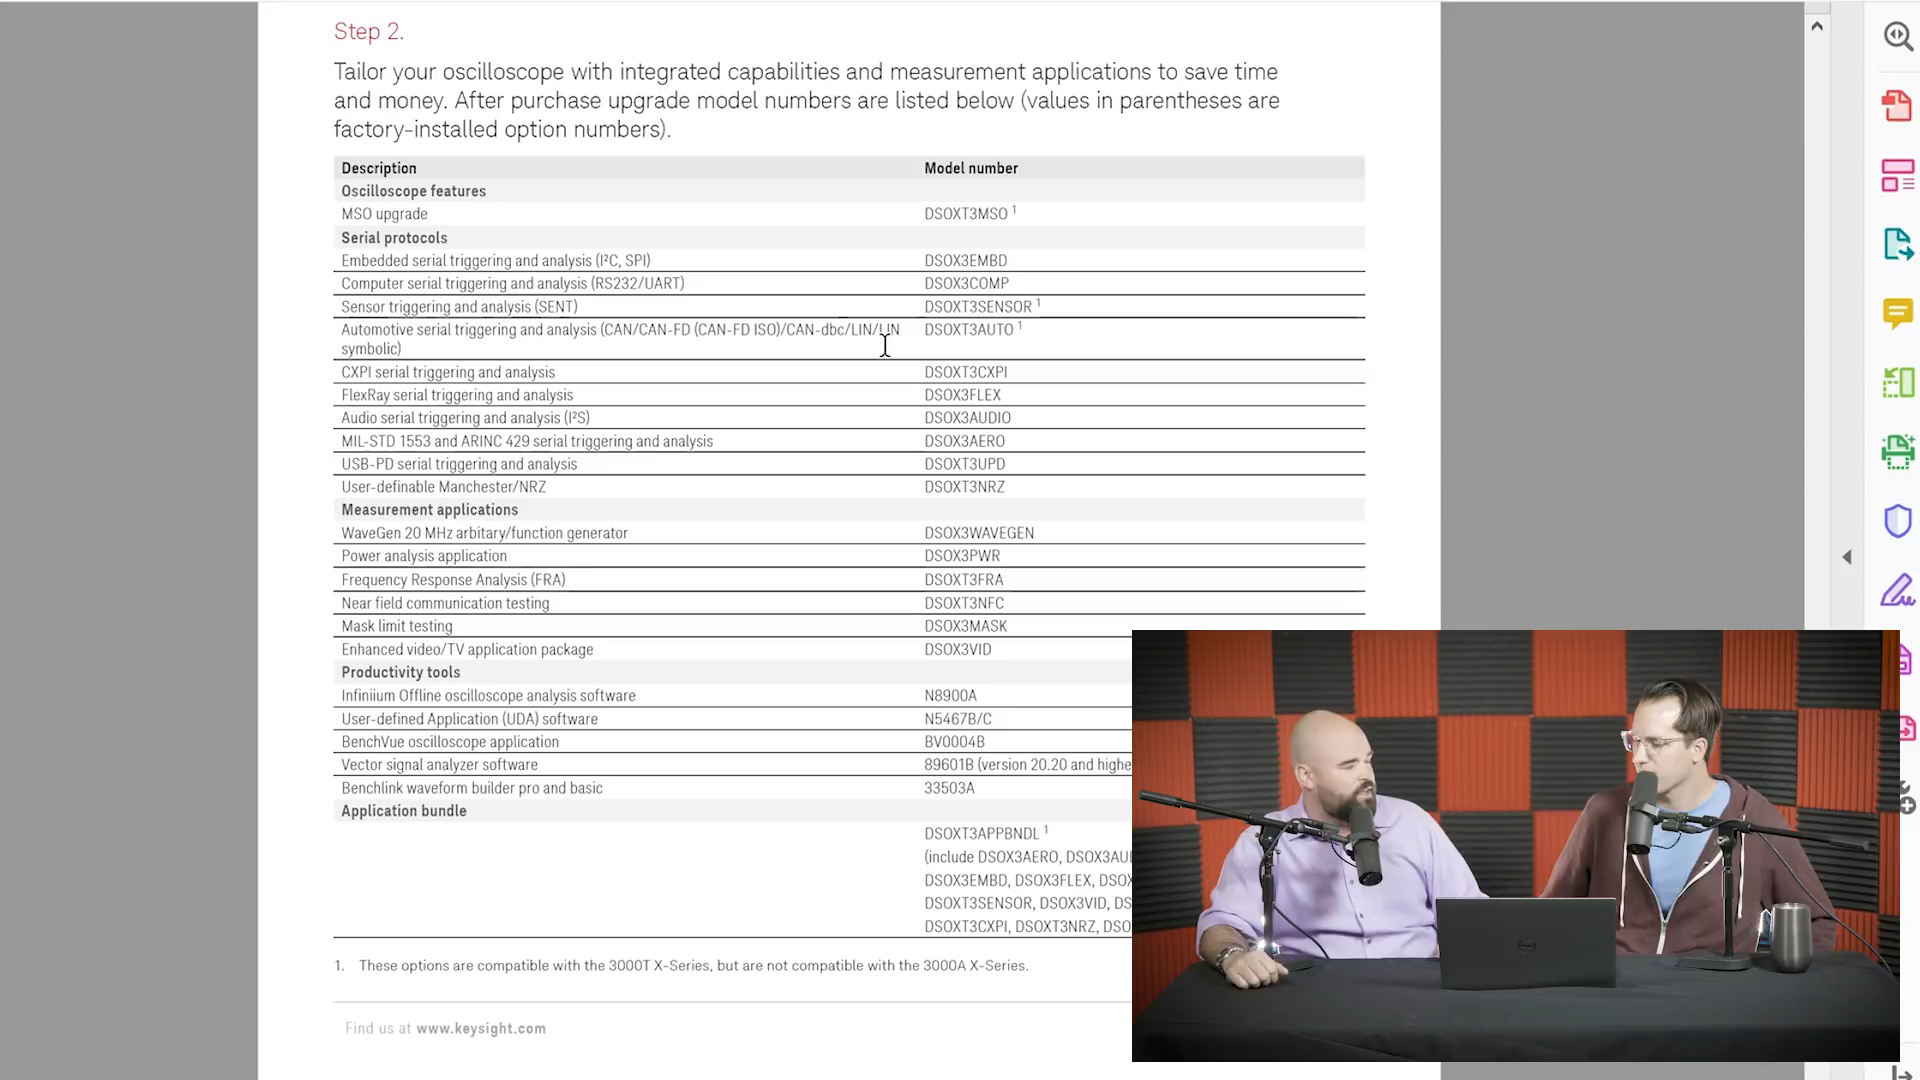 Step 2.
Tailor your oscilloscope with integrated capabilities and measurement applications to save time
and money. After purchase upgrade model numbers are listed below (values in parentheses are
factory-installed option numbers).
Description Model number
Oscilloscope features
MSO upgrade DSOXT3MSO 1
Serial protocols
Embedded serial triggering and analysis (I²C, SPI) DSOX3EMBD
Computer serial triggering and analysis (RS232/UART) DSOX3COMP
Sensor triggering and analysis (SENT) DSOXT3SENSOR 1
Automotive serial triggering and analysis (CAN/CAN-FD (CAN-FD ISO)/CAN-dbc/LIN/LIN DSOXT3AUTO 1
symbolic)
CXPI serial triggering and analysis DSOXT3CXPI
FlexRay serial triggering and analysis DSOX3FLEX
Audio serial triggering and analysis (I²S) DSOX3AUDIO
MIL-STD 1553 and ARINC 429 serial triggering and analysis DSOX3AERO
USB-PD serial triggering and analysis DSOXT3UPD
User-definable Manchester/NRZ DSOXT3NRZ
Measurement applications
WaveGen 20 MHz arbitary/function generator DSOX3WAVEGEN
Power analysis application DSOX3PWR
Frequency Response Analysis (FRA) DSOXT3FRA
Near field communication testing DSOXT3NFC
Mask limit testing DSOX3MASK
Enhanced video/TV application package DSOX3VID
Productivity tools
Infiniium Offline oscilloscope analysis software N8900A
User-defined Application (UDA) software N5467B/C
BenchVue oscilloscope application BV0004B
Vector signal analyzer software 89601B (version 20.20 and highe
Benchlink waveform builder pro and basic 33503A
Application bundle
DSOXT3APPBNDL 1
(include DSOX3AERO, DSOX3AU
DSOX3EMBD, DSOX3FLEX, DSOX
DSOXT3SENSOR, DSOX3VID, DS
DSOXT3CXPI, DSOXT3NRZ, DSO
1. These options are compatible with the 3000T X-Series, but are not compatible with the 3000A X-Series.
Find us at www.keysight.com